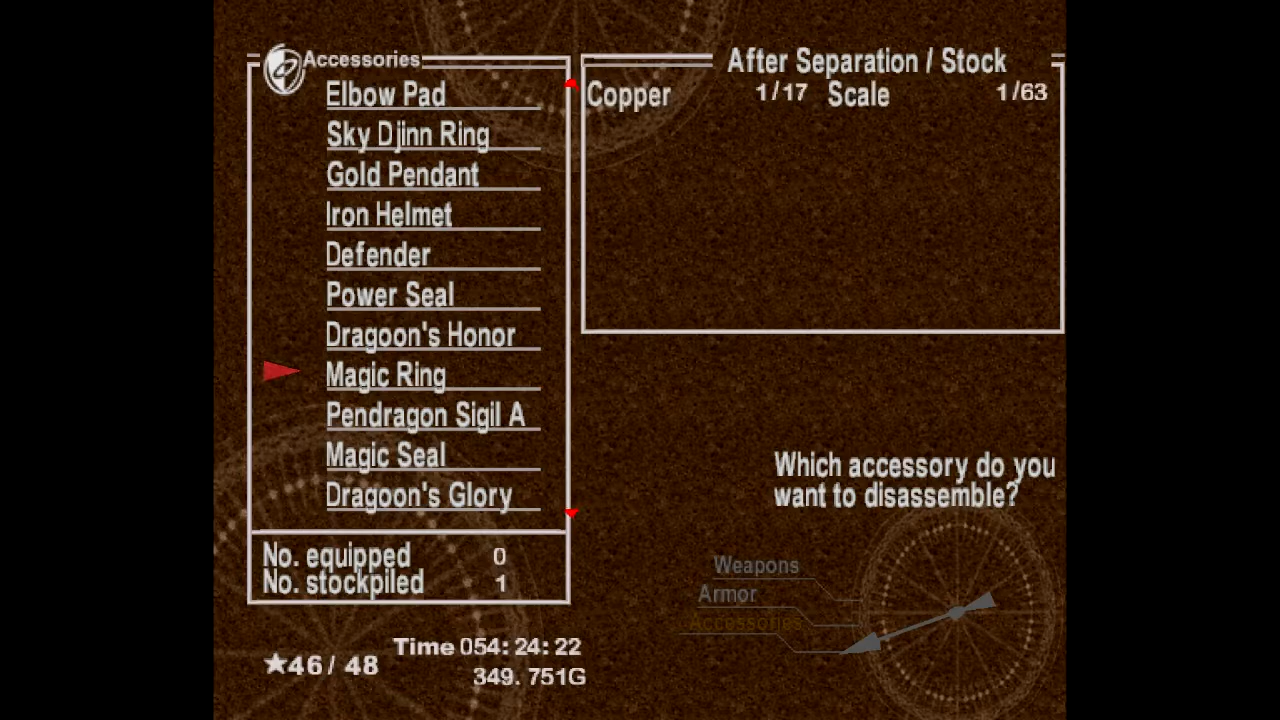 Accessories
Elbow Pad
Sky Djinn Ring
Gold Pendant
Iron Helmet
Defender
Power Seal
Dragoon's Honor
Magic Ring
Pendragon Sigil A
Magic Seal
Dragoon's Glory
No. equipped 0
No. stockpiled 1
★46/48
Time 054:24:22
349.751G
After Separation / Stock
Copper 1/17 Scale 1/63
Which accessory do you
want to disassemble?
Weapons
Armor
Accessories